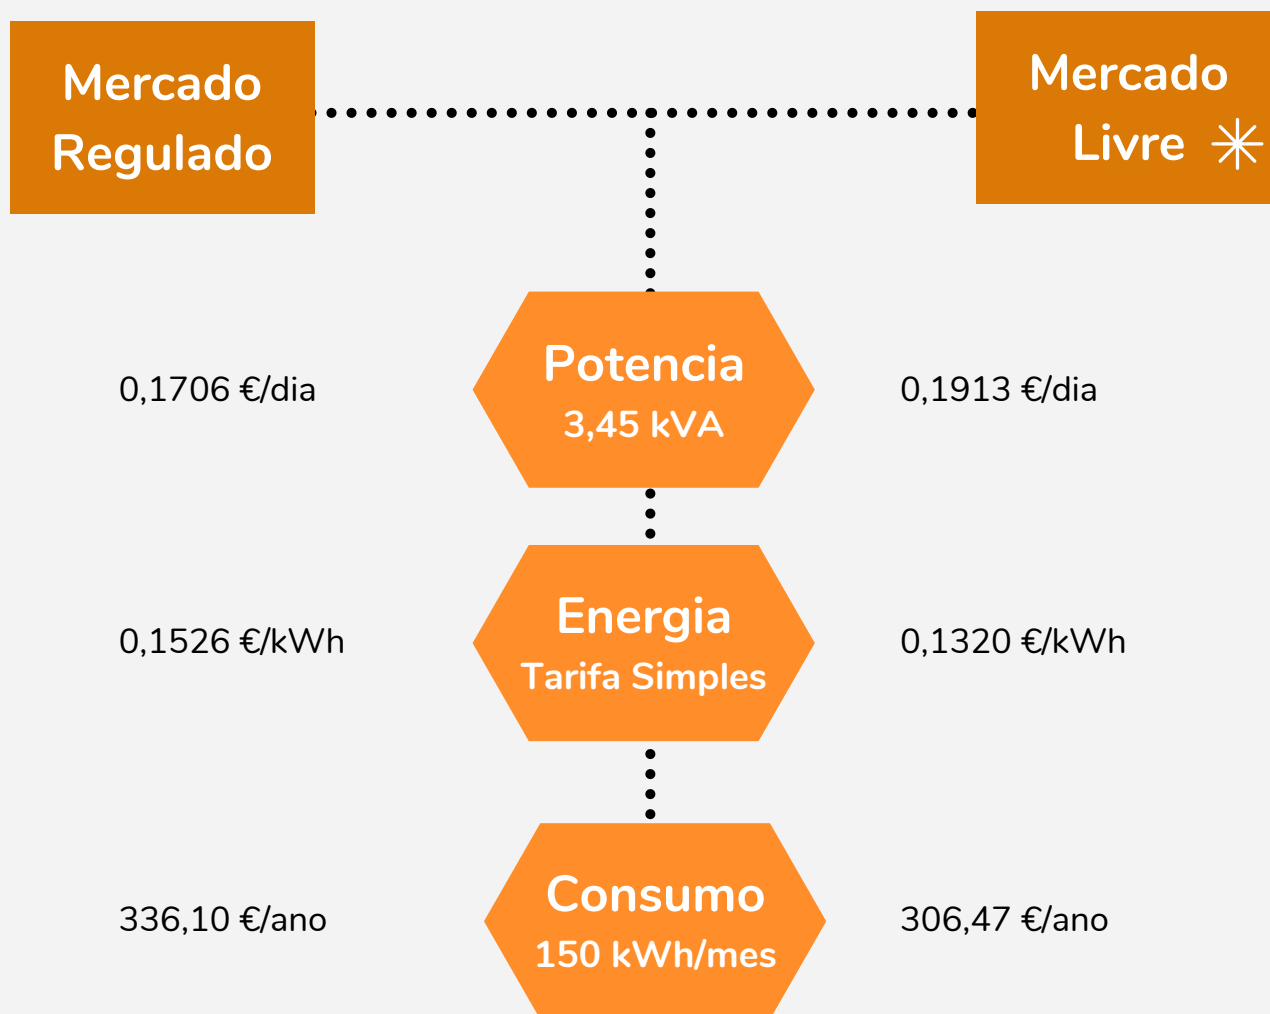 Mercado
Regulado
Mercado
Livre
Potencia
3,45 kVA
0,1706 €/dia
0,1913 €/dia
Energia
Tarifa Simples
0,1526 €/kWh
0,1320 €/kWh
Consumo
150 kWh/mes
336,10 €/ano
306,47 €/ano